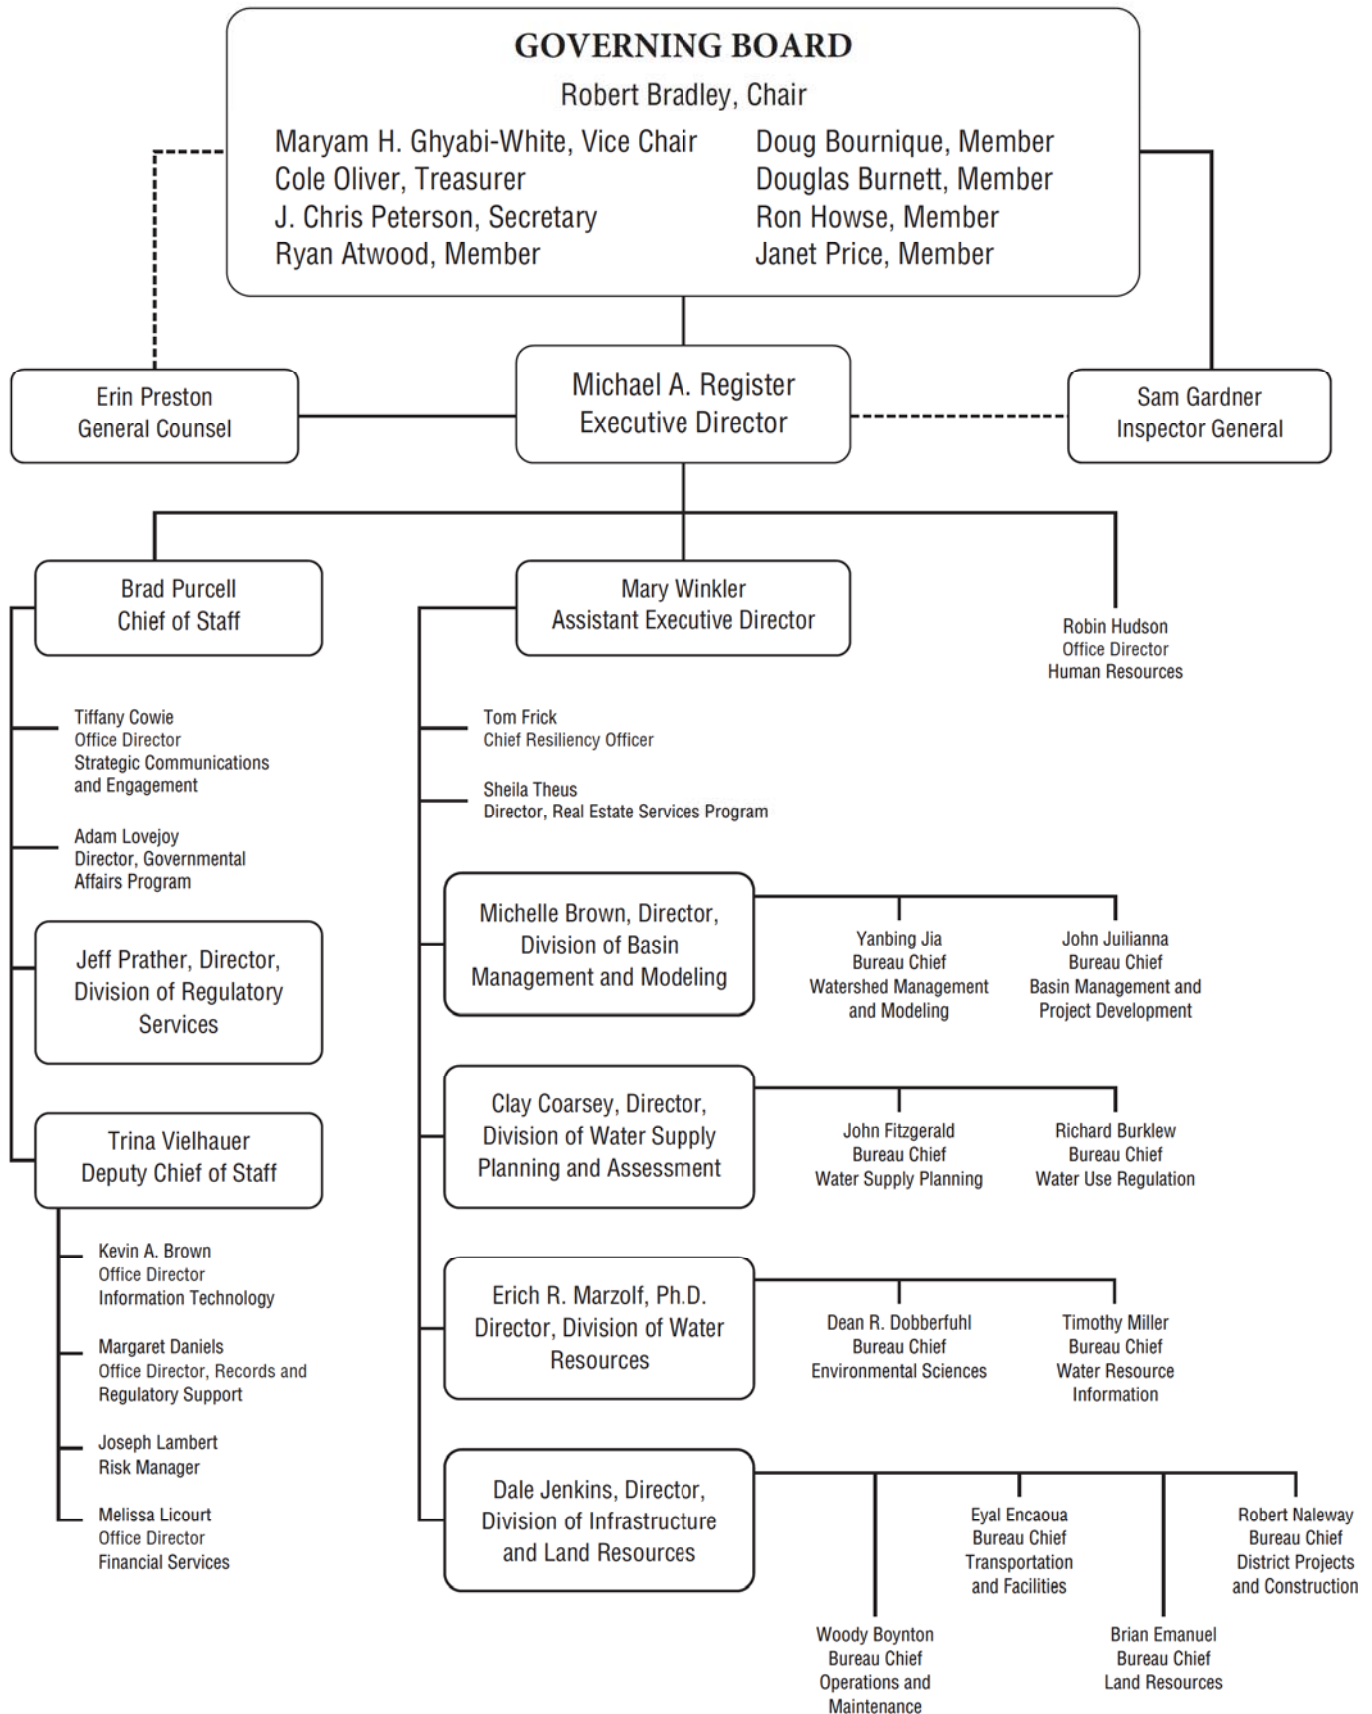 GOVERNING BOARD
Robert Bradley, Chair
Maryam H. Ghyabi-White, Vice Chair
Cole Oliver, Treasurer
J. Chris Peterson, Secretary
Ryan Atwood, Member
Doug Bournique, Member
Douglas Burnett, Member
Ron Howse, Member
Janet Price, Member
Erin Preston
General Counsel
Michael A. Register
Executive Director
Sam Gardner
Inspector General
Brad Purcell
Chief of Staff
Mary Winkler
Assistant Executive Director
Robin Hudson
Office Director
Human Resources
Tiffany Cowie
Office Director
Strategic Communications
and Engagement
Adam Lovejoy
Director, Governmental
Affairs Program
Jeff Prather, Director,
Division of Regulatory
Services
Trina Vielhauer
Deputy Chief of Staff
Kevin A. Brown
Office Director
Information Technology
Margaret Daniels
Office Director, Records and
Regulatory Support
Joseph Lambert
Risk Manager
Melissa Licourt
Office Director
Financial Services
Tom Frick
Chief Resiliency Officer
Sheila Theus
Director, Real Estate Services Program
Michelle Brown, Director,
Division of Basin
Management and Modeling
Yanbing Jia
Bureau Chief
Watershed Management
and Modeling
John Juilianna
Bureau Chief
Basin Management and
Project Development
Clay Coarsey, Director,
Division of Water Supply
Planning and Assessment
John Fitzgerald
Bureau Chief
Water Supply Planning
Richard Burklew
Bureau Chief
Water Use Regulation
Erich R. Marzolf, Ph.D.
Director, Division of Water
Resources
Dean R. Dobberfuhl
Bureau Chief
Environmental Sciences
Timothy Miller
Bureau Chief
Water Resource
Information
Dale Jenkins, Director,
Division of Infrastructure
and Land Resources
Woody Boynton
Bureau Chief
Operations and
Maintenance
Eyal Encaoua
Bureau Chief
Transportation
and Facilities
Brian Emanuel
Bureau Chief
Land Resources
Robert Naleway
Bureau Chief
District Projects
and Construction